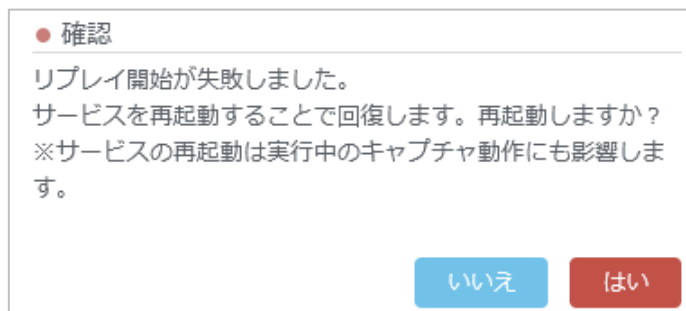 確認
リプレイ開始が失敗しました。
サービスを再起動することで回復します。再起動しますか？
※サービスの再起動は実行中のキャプチャ動作にも影響しま
す。
いいえ
はい